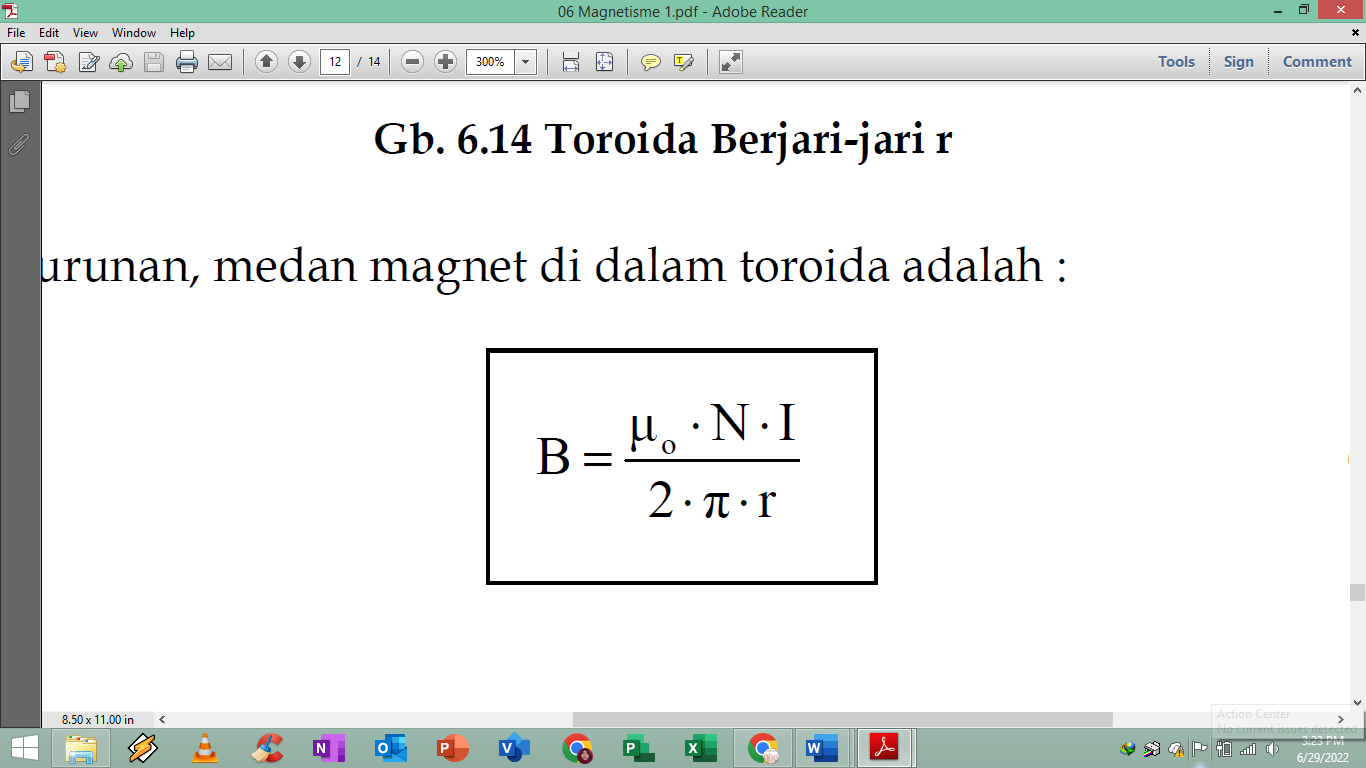 06 Magnetisme 1.pdf - Adobe Reader
File Edit View Window Help
12 / 14 300% Tools Sign Comment
Gb. 6.14 Toroida Berjari-jari r
urunan, medan magnet di dalam toroida adalah :
B = μo · N · I
2 · π · r
8.50 x 11.00 in
Action Center
No current issues detected
3:23 PM
6/29/2022